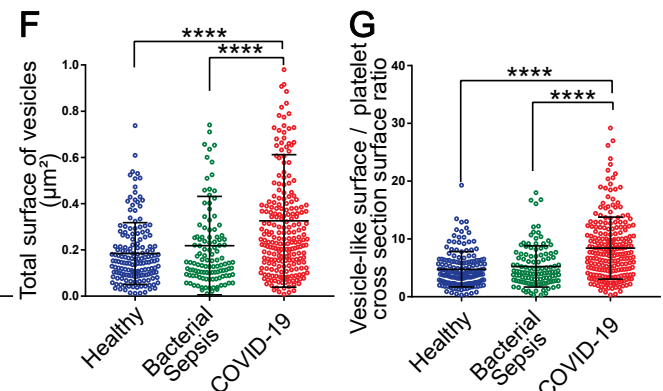 F
****
****
Total surface of vesicles
(µm²)
1.0
0.8
0.6
0.4
0.2
0.0
Healthy
Bacterial
Sepsis
COVID-19
G
****
****
Vesicle-like surface / platelet
cross section surface ratio
40
30
20
10
0
Healthy
Bacterial
Sepsis
COVID-19